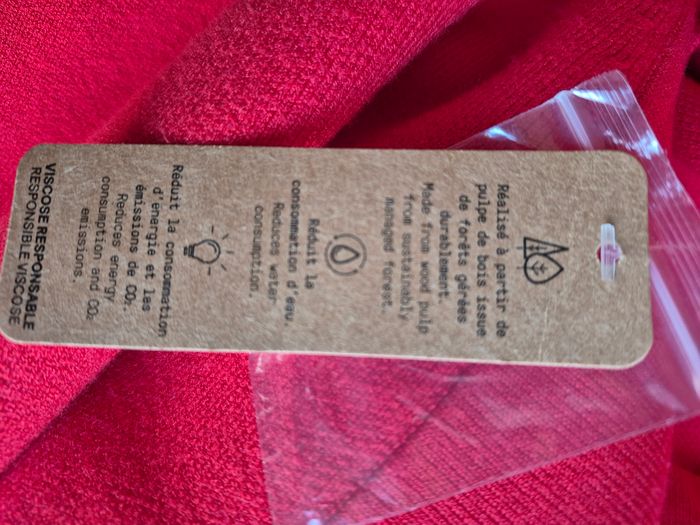 Réalisé à partir de
pulpe de bois issue
de forêts gérées
durablement.
Made from wood pulp
from sustainably
managed forest.
Réduit la
consommation d'eau.
Reduces water
consumption.
Réduit la consommation
d'énergie et las
émissions de CO₂.
Reduces energy
consumption and CO₂
emissions.
VISCOSE RESPONSABLE
RESPONSIBLE VISCOSE